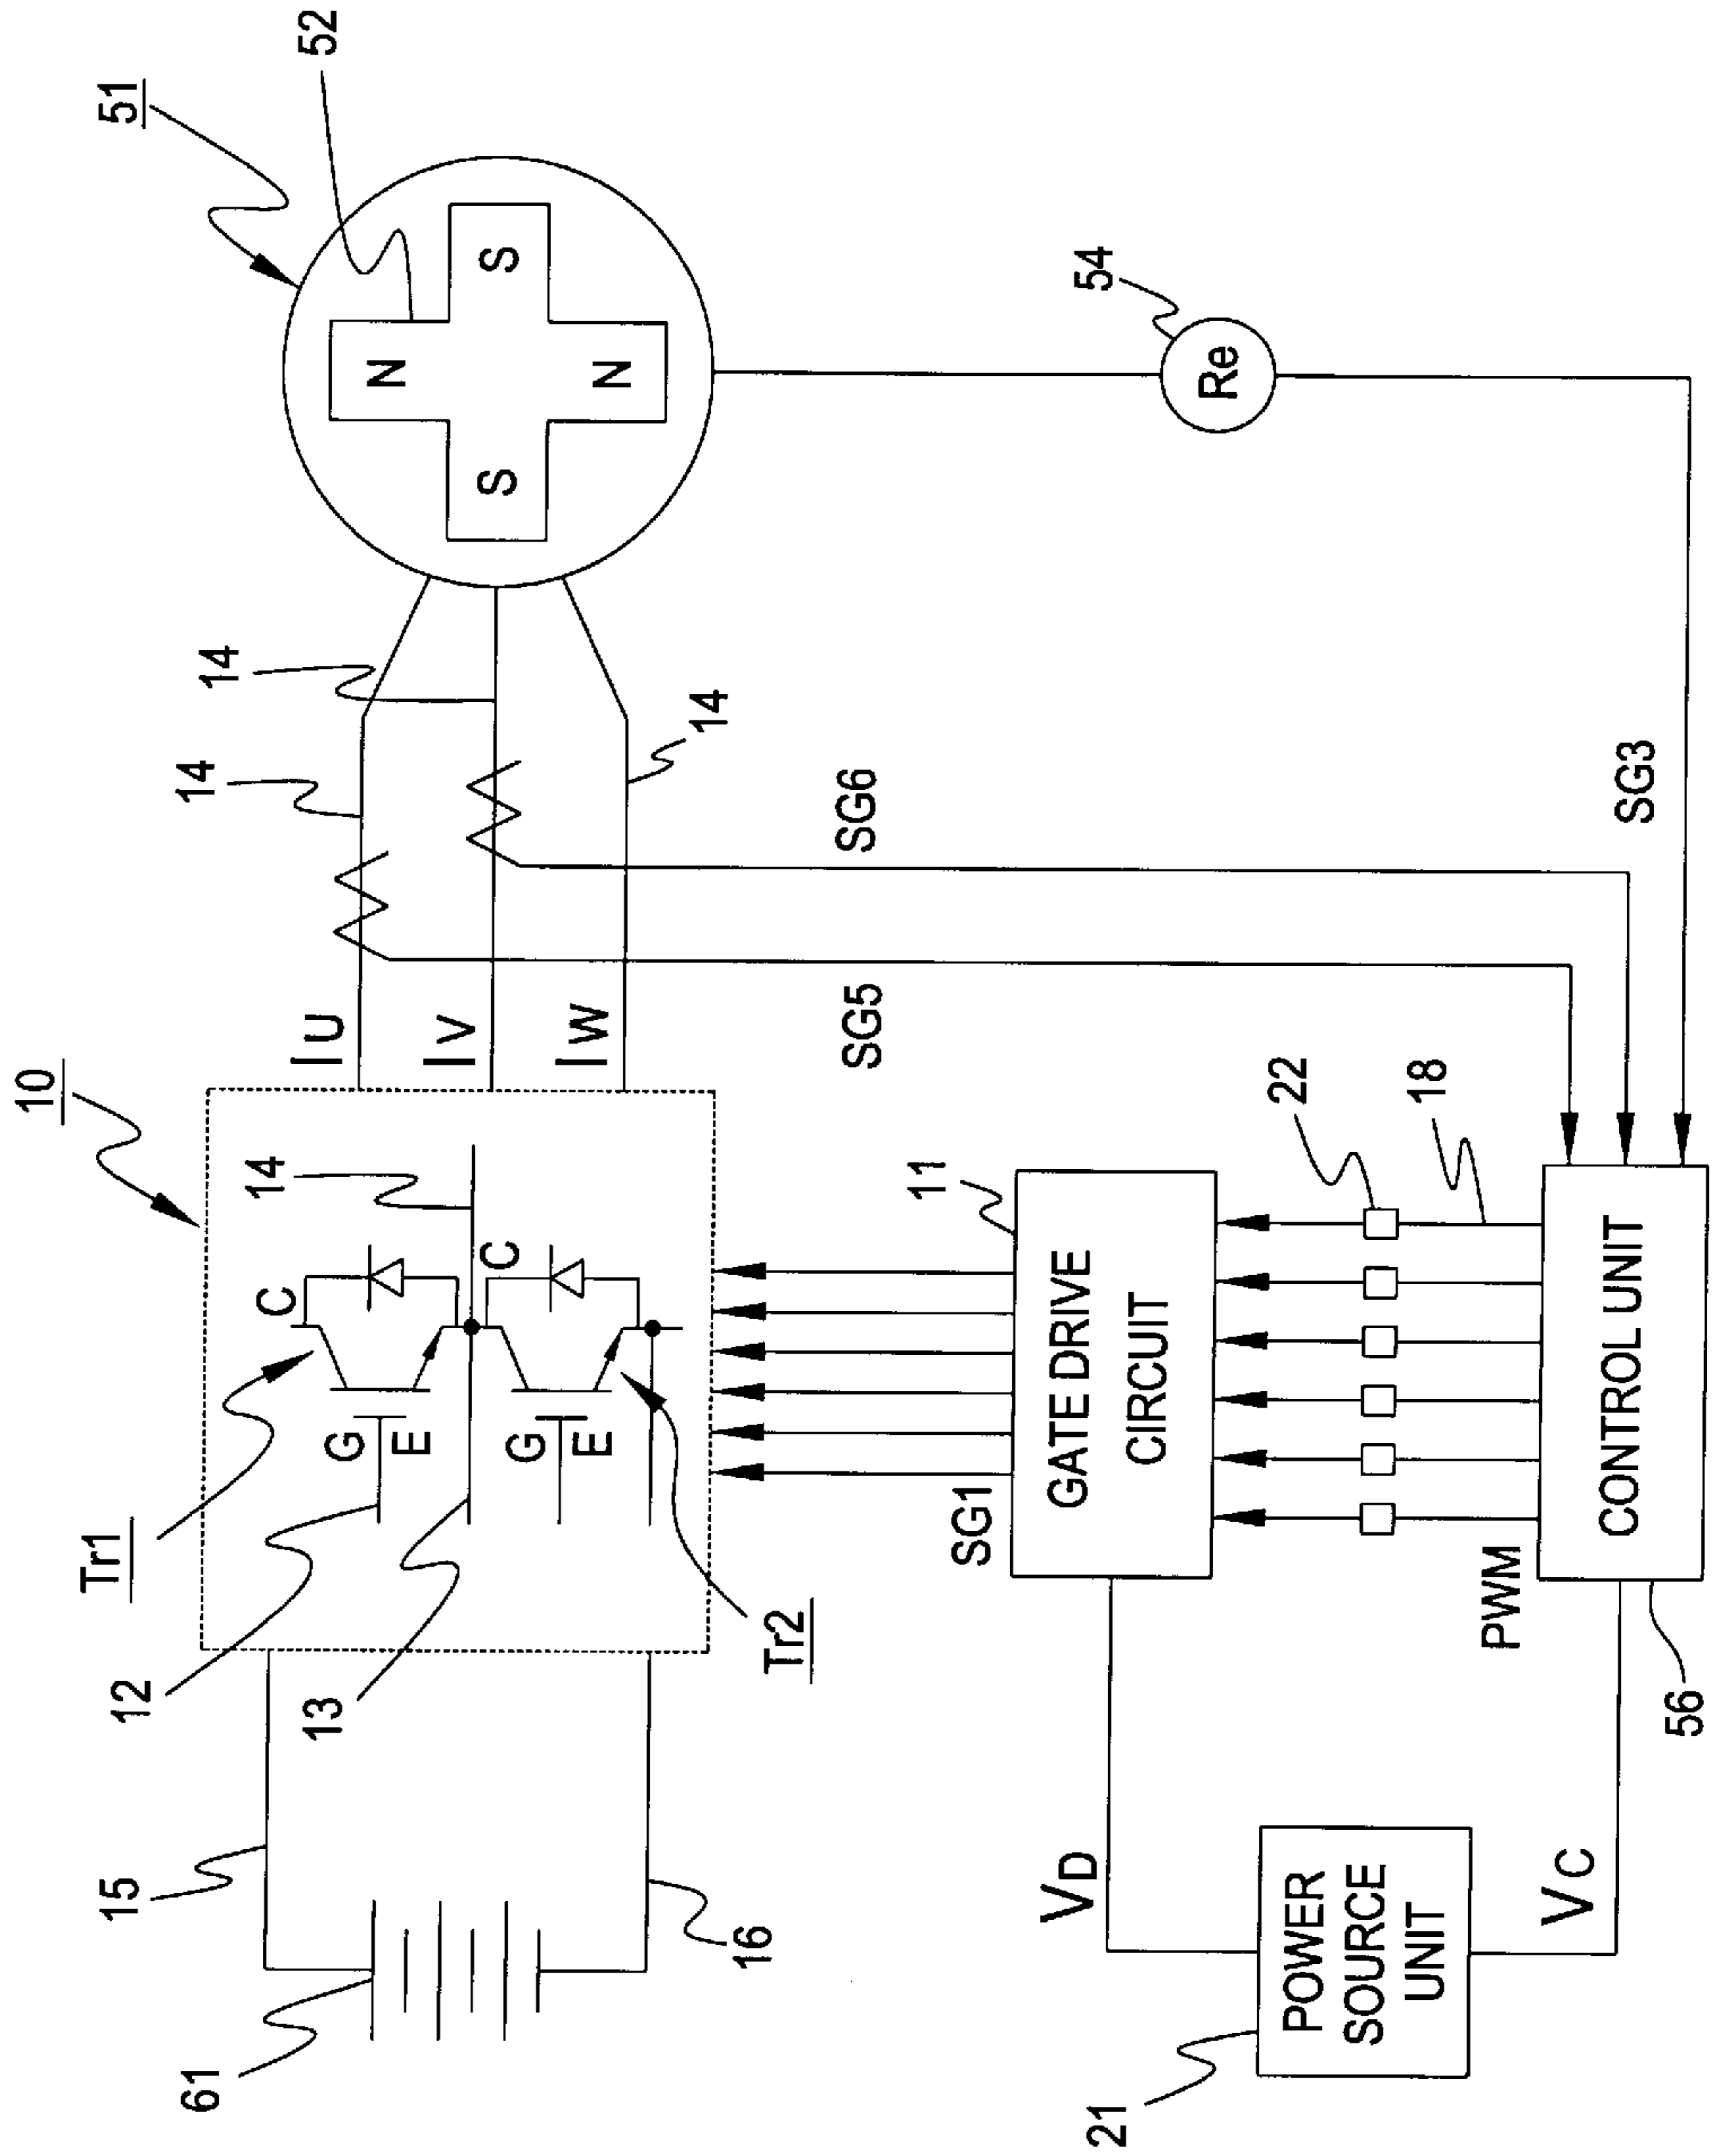 10
51
52
14
14
14
14
IU
IV
IW
Tr1
C
G
E
C
G
E
Tr2
12
13
15
16
61
SG5
SG6
SG3
54
Re
N
S
S
N
11
SG1
GATE DRIVE
CIRCUIT
22
18
PWM
CONTROL UNIT
56
VD
VC
POWER
SOURCE
UNIT
21